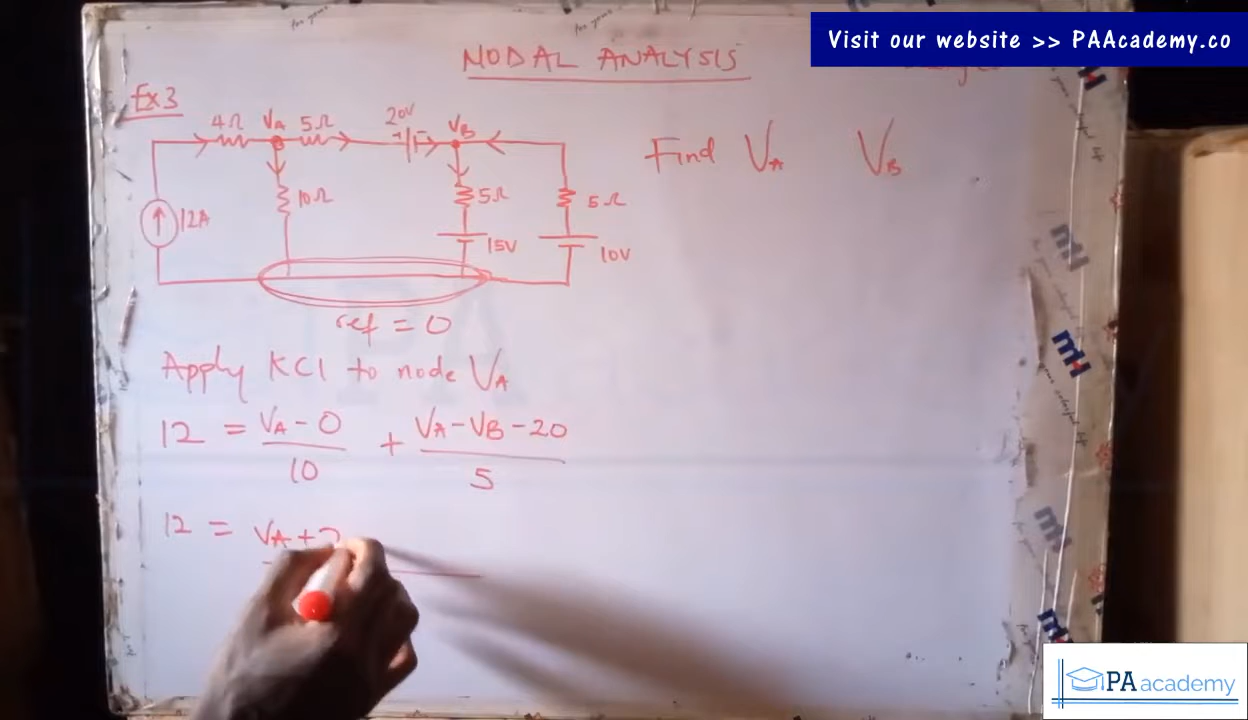 Visit our website >> PAAcademy.co
NODAL ANALYSIS
Ex3
4Ω VA 5Ω 20V VB
Find VA VB
12A 10Ω 5Ω 5Ω
15V 10V
ref = 0
Apply KCL to node VA
12 = VA - 0 / 10 + VA - VB - 20 / 5
12 = VA + 2
PA academy